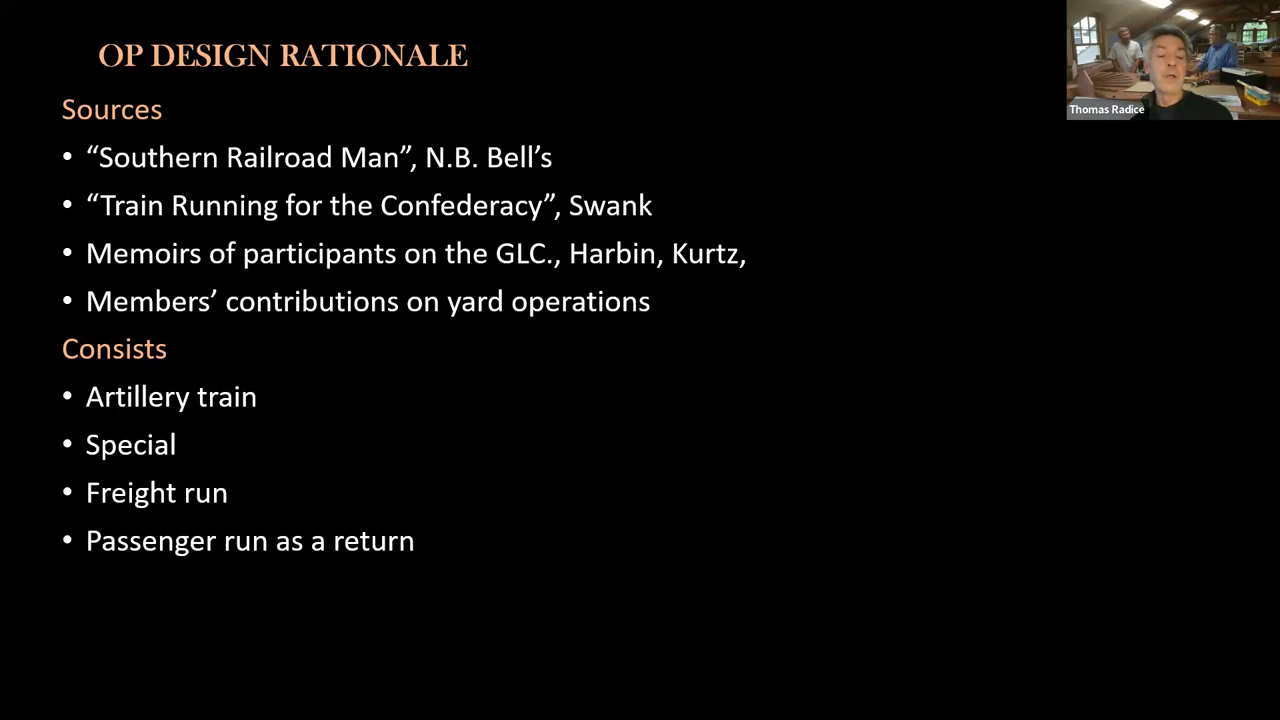 OP DESIGN RATIONALE
Thomas Radice
Sources
• “Southern Railroad Man”, N.B. Bell’s
• “Train Running for the Confederacy”, Swank
• Memoirs of participants on the GLC., Harbin, Kurtz,
• Members’ contributions on yard operations
Consists
• Artillery train
• Special
• Freight run
• Passenger run as a return